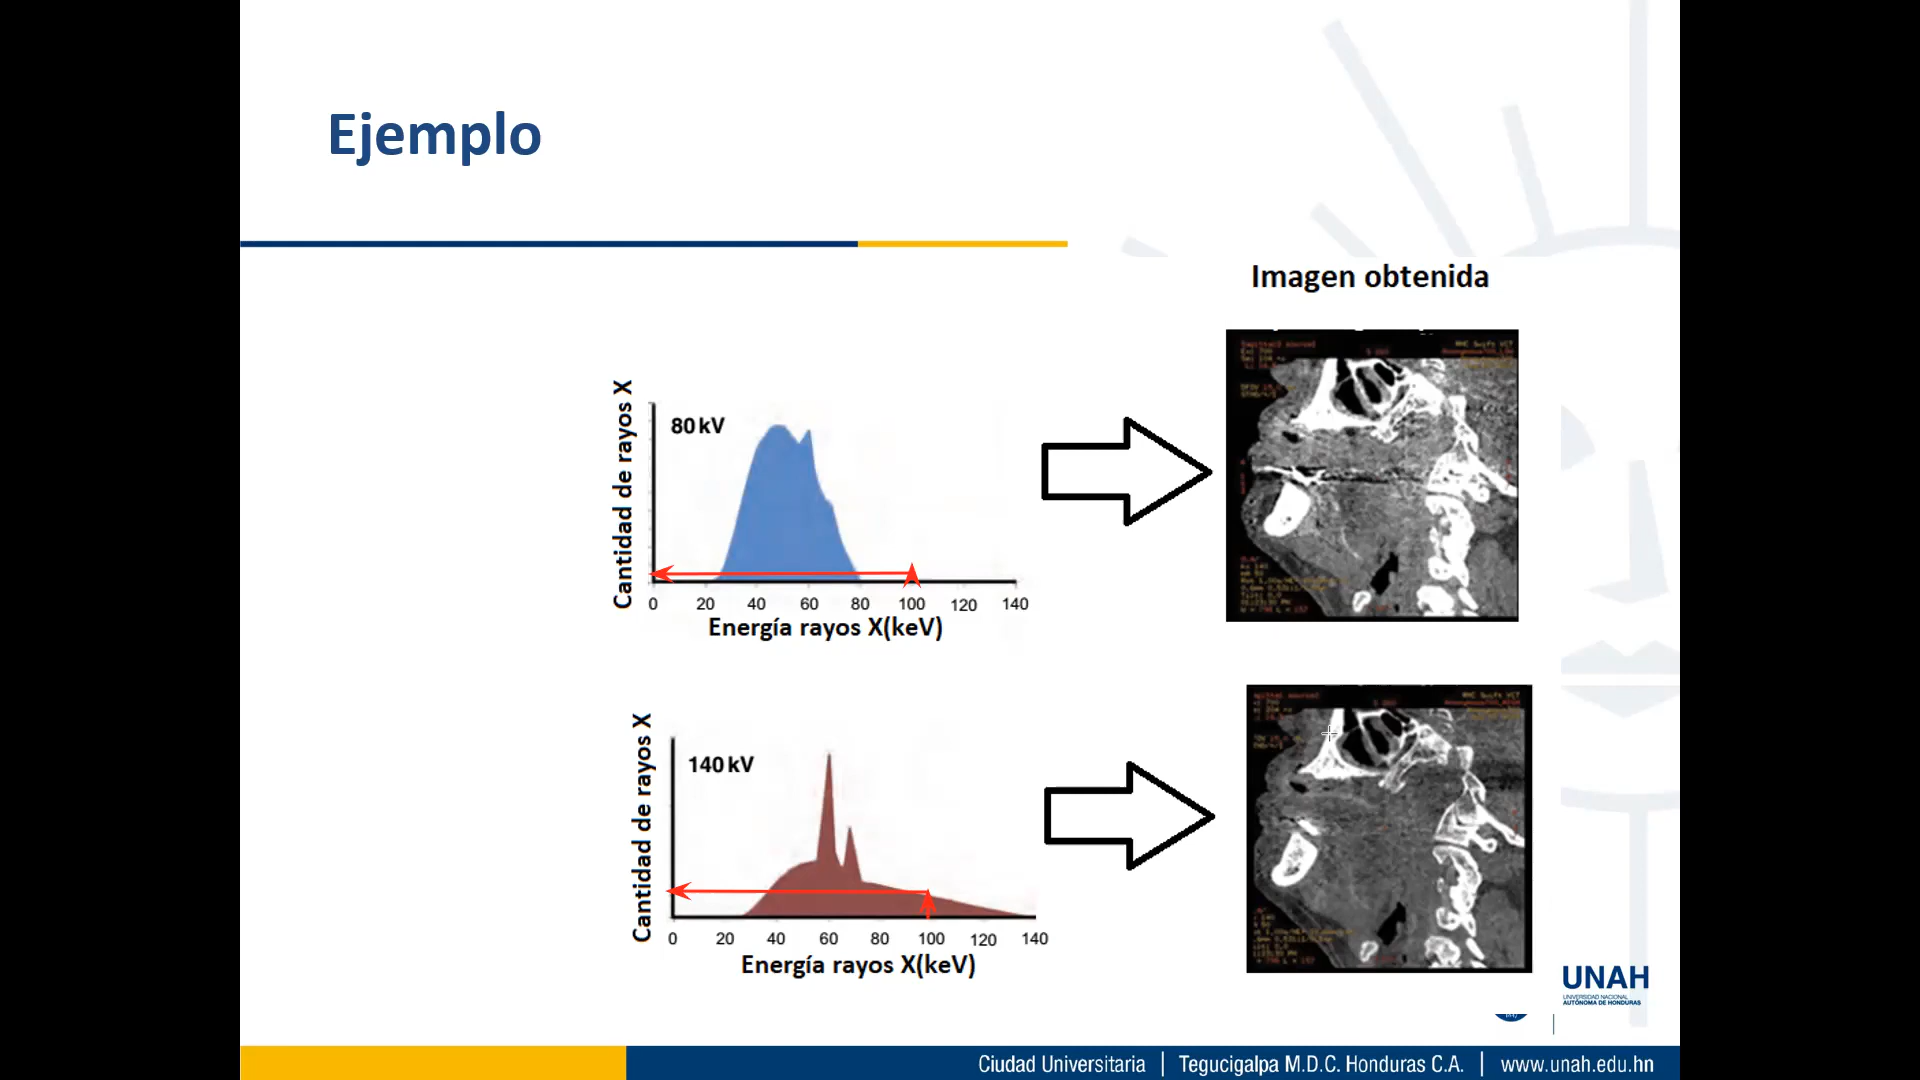 Ejemplo
Imagen obtenida
Cantidad de rayos X
80 kV
0 20 40 60 80 100 120 140
Energía rayos X(keV)
Cantidad de rayos X
140 kV
0 20 40 60 80 100 120 140
Energía rayos X(keV)
UNAH
UNIVERSIDAD NACIONAL
AUTÓNOMA DE HONDURAS
Ciudad Universitaria | Tegucigalpa M.D.C. Honduras C.A. | www.unah.edu.hn